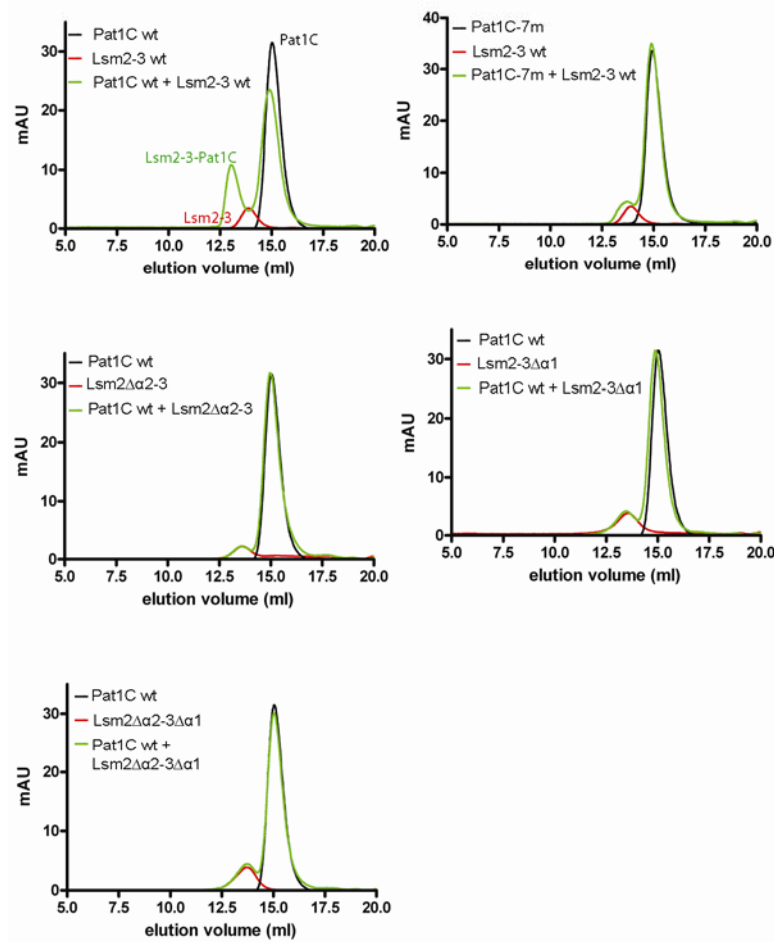 Pat1C wt
Lsm2-3 wt
Pat1C wt + Lsm2-3 wt
Pat1C
Lsm2-3-Pat1C
Lsm2-3
mAU
30
20
10
0
5.0 7.5 10.0 12.5 15.0 17.5 20.0
elution volume (ml)
Pat1C-7m
Lsm2-3 wt
Pat1C-7m + Lsm2-3 wt
mAU
40
30
20
10
0
5.0 7.5 10.0 12.5 15.0 17.5 20.0
elution volume (ml)
Pat1C wt
Lsm2Δα2-3
Pat1C wt + Lsm2Δα2-3
mAU
30
20
10
0
5.0 7.5 10.0 12.5 15.0 17.5 20.0
elution volume (ml)
Pat1C wt
Lsm2-3Δα1
Pat1C wt + Lsm2-3Δα1
mAU
30
20
10
0
5.0 7.5 10.0 12.5 15.0 17.5 20.0
elution volume (ml)
Pat1C wt
Lsm2Δα2-3Δα1
Pat1C wt +
Lsm2Δα2-3Δα1
mAU
30
20
10
0
5.0 7.5 10.0 12.5 15.0 17.5 20.0
elution volume (ml)